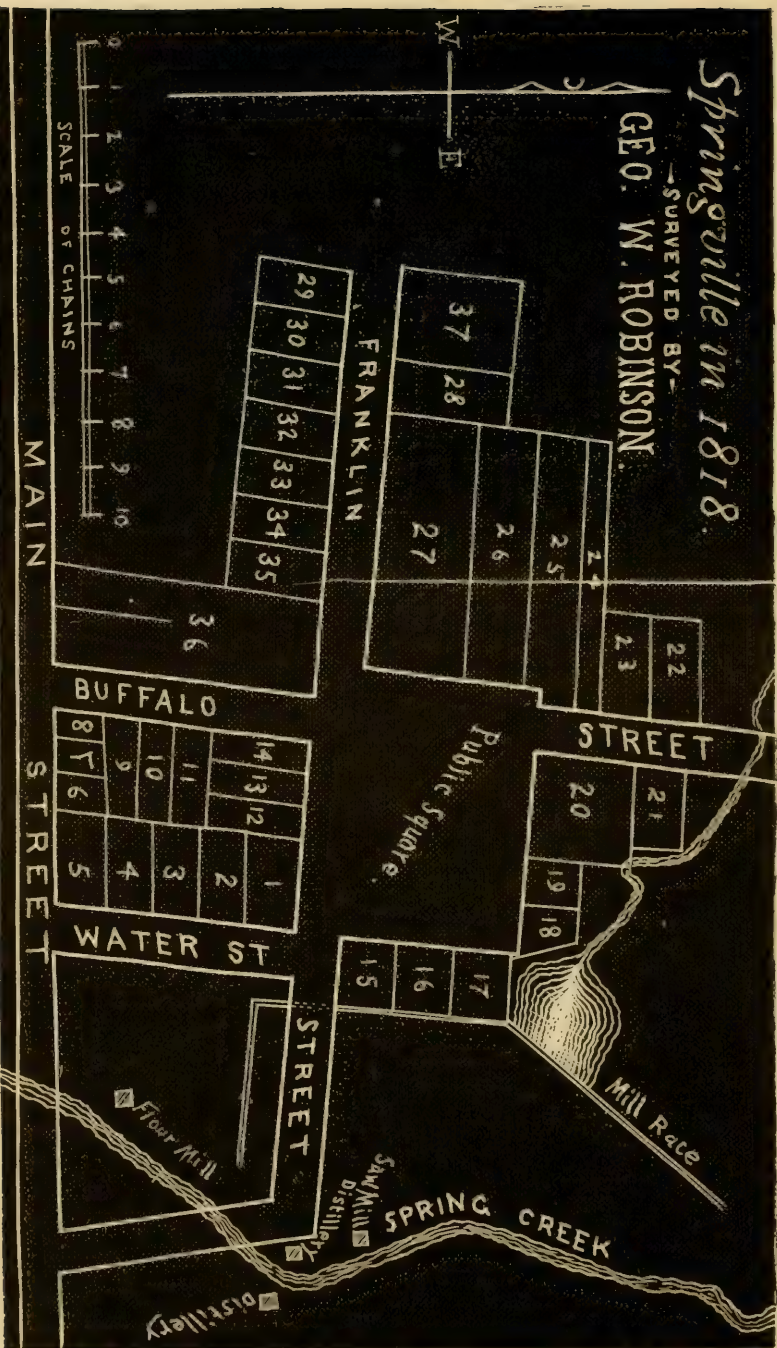 Springville in 1818.
—SURVEYED BY—
GEO. W. ROBINSON.
W
E
0 1 2 3 4 5 6 7 8 9 10
SCALE OF CHAINS
22
23
24
25
26
27
37
28
FRANKLIN
29 30 31 32 33 34 35
36
MAIN
STREET
BUFFALO
STREET
Public Square.
21
20
19
18
17
16
15
14 13 12
11
10
9
8 7 6
1
2
3
4
5
WATER ST
STREET
Mill Race
SPRING CREEK
Saw Mill
Distillery
Distillery
Flour Mill